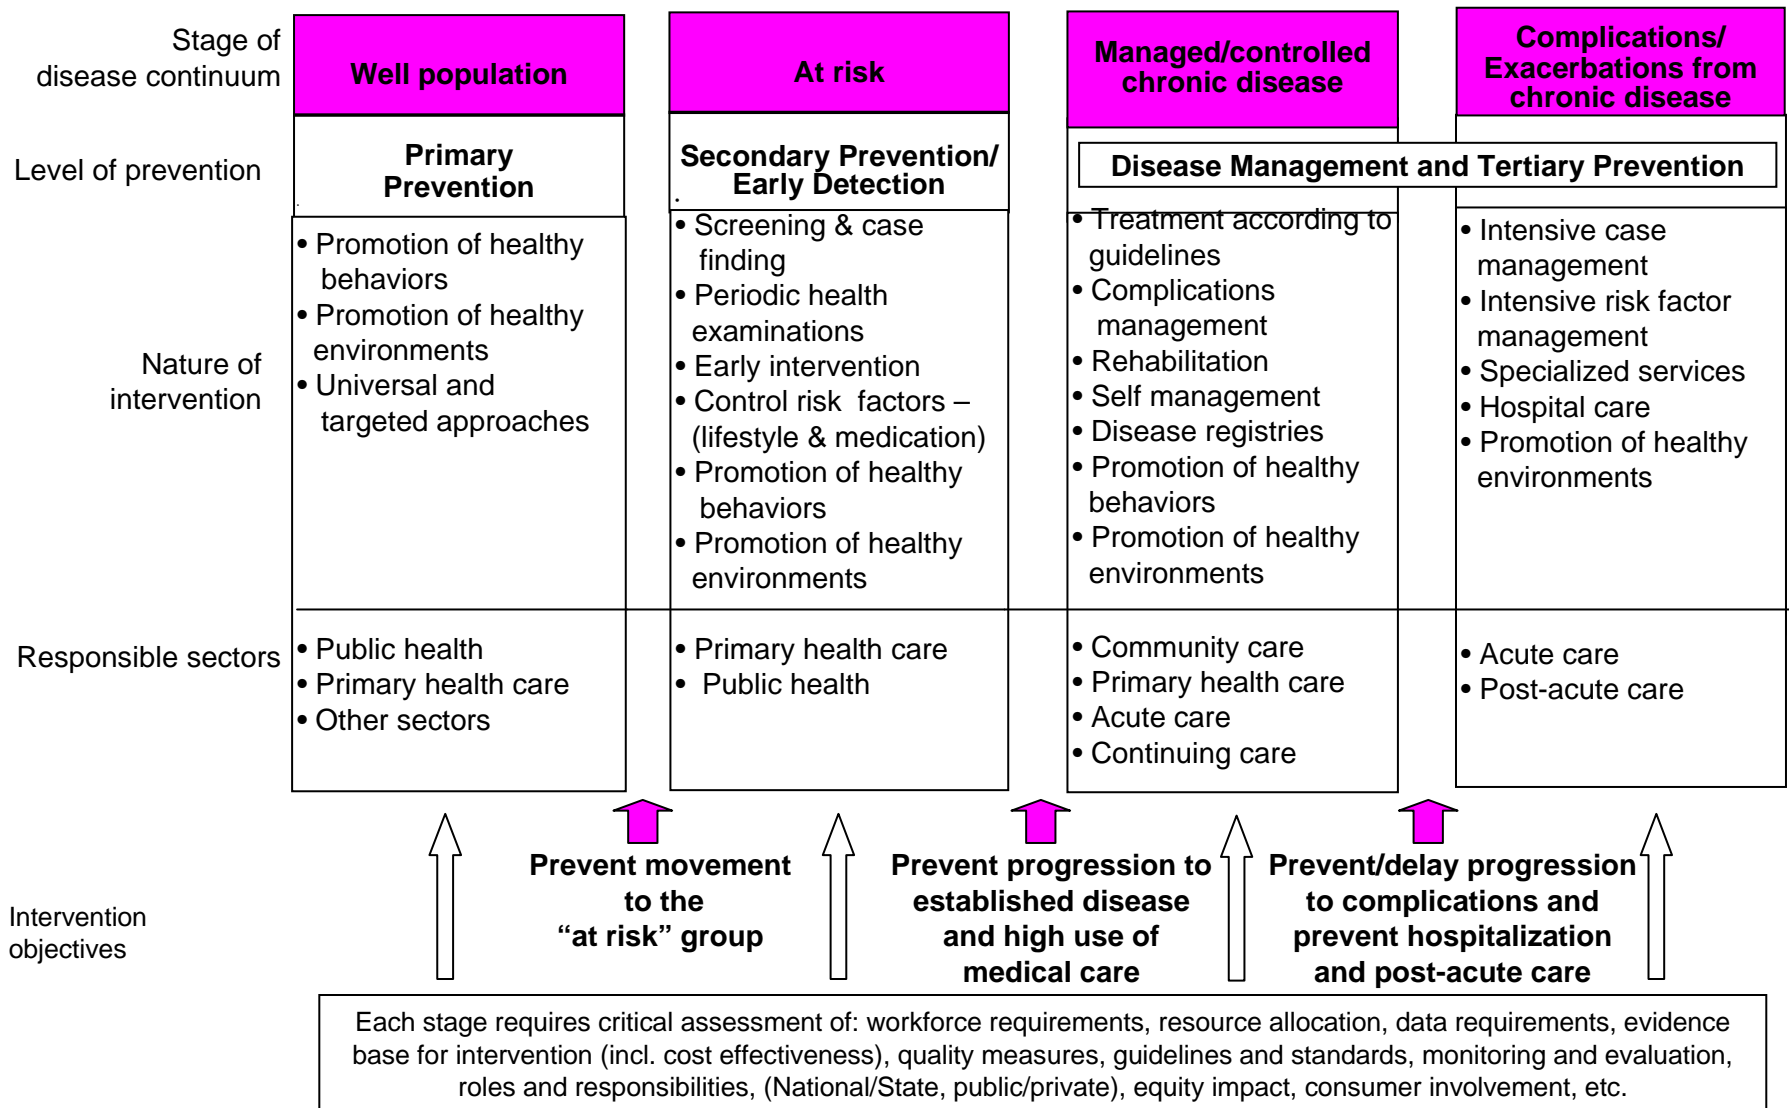 Stage of
disease continuum
Well population
At risk
Managed/controlled
chronic disease
Complications/
Exacerbations from
chronic disease
Level of prevention
Primary
Prevention
Secondary Prevention/
Early Detection
Disease Management and Tertiary Prevention
Nature of
intervention
• Promotion of healthy
behaviors
• Promotion of healthy
environments
• Universal and
targeted approaches
• Screening & case
finding
• Periodic health
examinations
• Early intervention
• Control risk factors –
(lifestyle & medication)
• Promotion of healthy
behaviors
• Promotion of healthy
environments
• Treatment according to
guidelines
• Complications
management
• Rehabilitation
• Self management
• Disease registries
• Promotion of healthy
behaviors
• Promotion of healthy
environments
• Intensive case
management
• Intensive risk factor
management
• Specialized services
• Hospital care
• Promotion of healthy
environments
Responsible sectors
• Public health
• Primary health care
• Other sectors
• Primary health care
• Public health
• Community care
• Primary health care
• Acute care
• Continuing care
• Acute care
• Post-acute care
Intervention
objectives
Prevent movement
to the
“at risk” group
Prevent progression to
established disease
and high use of
medical care
Prevent/delay progression
to complications and
prevent hospitalization
and post-acute care
Each stage requires critical assessment of: workforce requirements, resource allocation, data requirements, evidence
base for intervention (incl. cost effectiveness), quality measures, guidelines and standards, monitoring and evaluation,
roles and responsibilities, (National/State, public/private), equity impact, consumer involvement, etc.